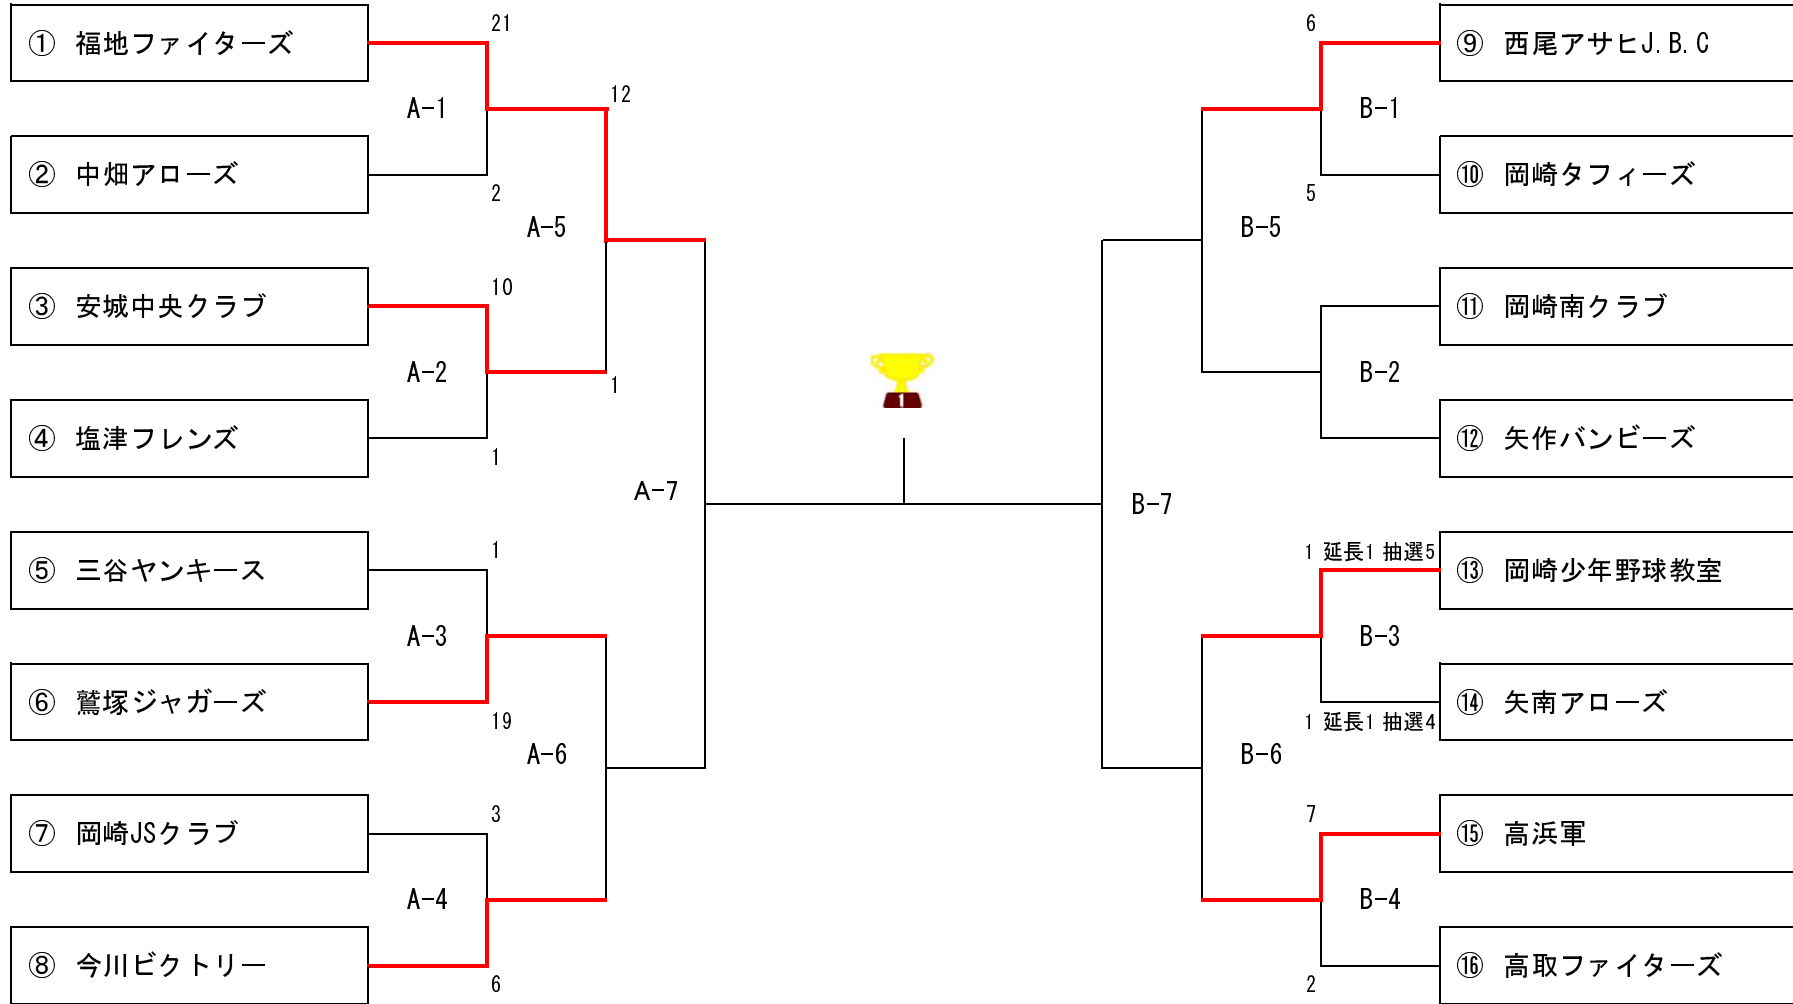 ① 福地ファイターズ
21
A-1
12
② 中畑アローズ
2
A-5
③ 安城中央クラブ
10
A-2
1
④ 塩津フレンズ
1
A-7
⑤ 三谷ヤンキース
1
A-3
⑥ 鷲塚ジャガーズ
19
A-6
⑦ 岡崎JSクラブ
3
A-4
⑧ 今川ビクトリー
6
1
6
⑨ 西尾アサヒJ.B.C
B-1
⑩ 岡崎タフィーズ
5
B-5
⑪ 岡崎南クラブ
B-2
⑫ 矢作バンビーズ
B-7
1 延長1 抽選5
⑬ 岡崎少年野球教室
B-3
⑭ 矢南アローズ
1 延長1 抽選4
B-6
7
⑮ 高浜軍
B-4
⑯ 高取ファイターズ
2